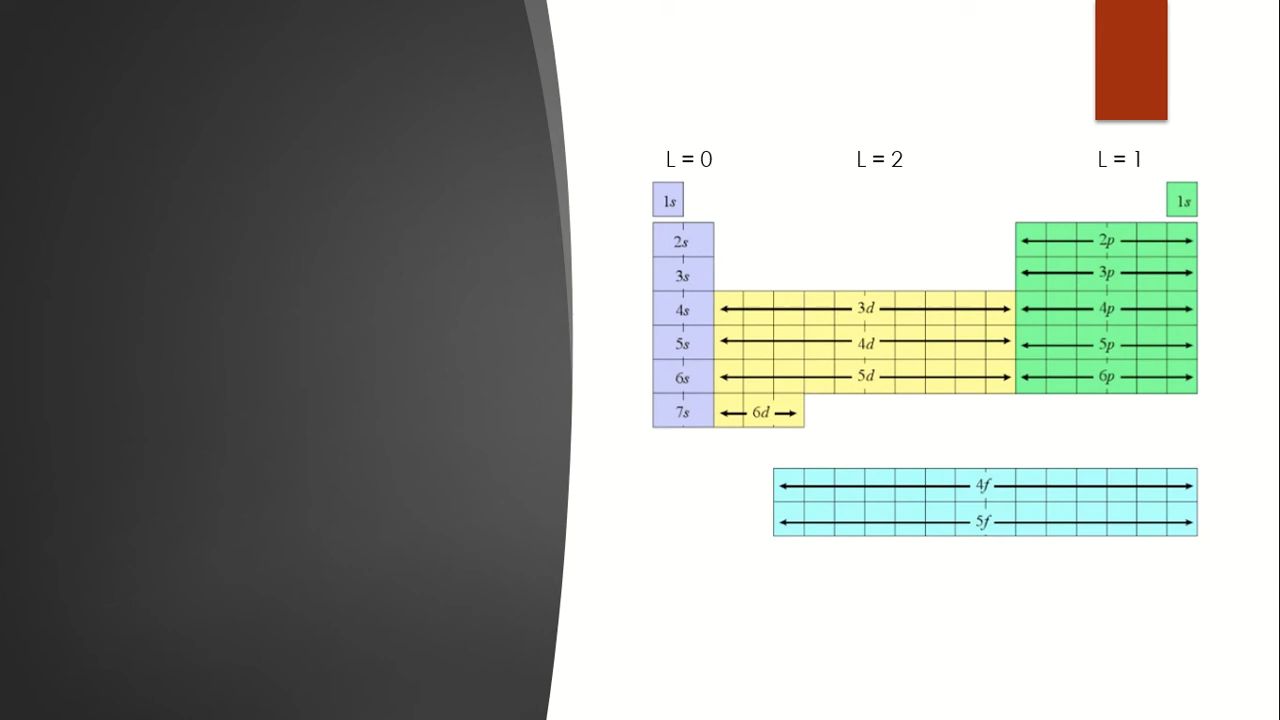 L = 0 L = 2 L = 1
1s 1s
2s 2p
3s 3p
4s 3d 4p
5s 4d 5p
6s 5d 6p
7s 6d
4f
5f